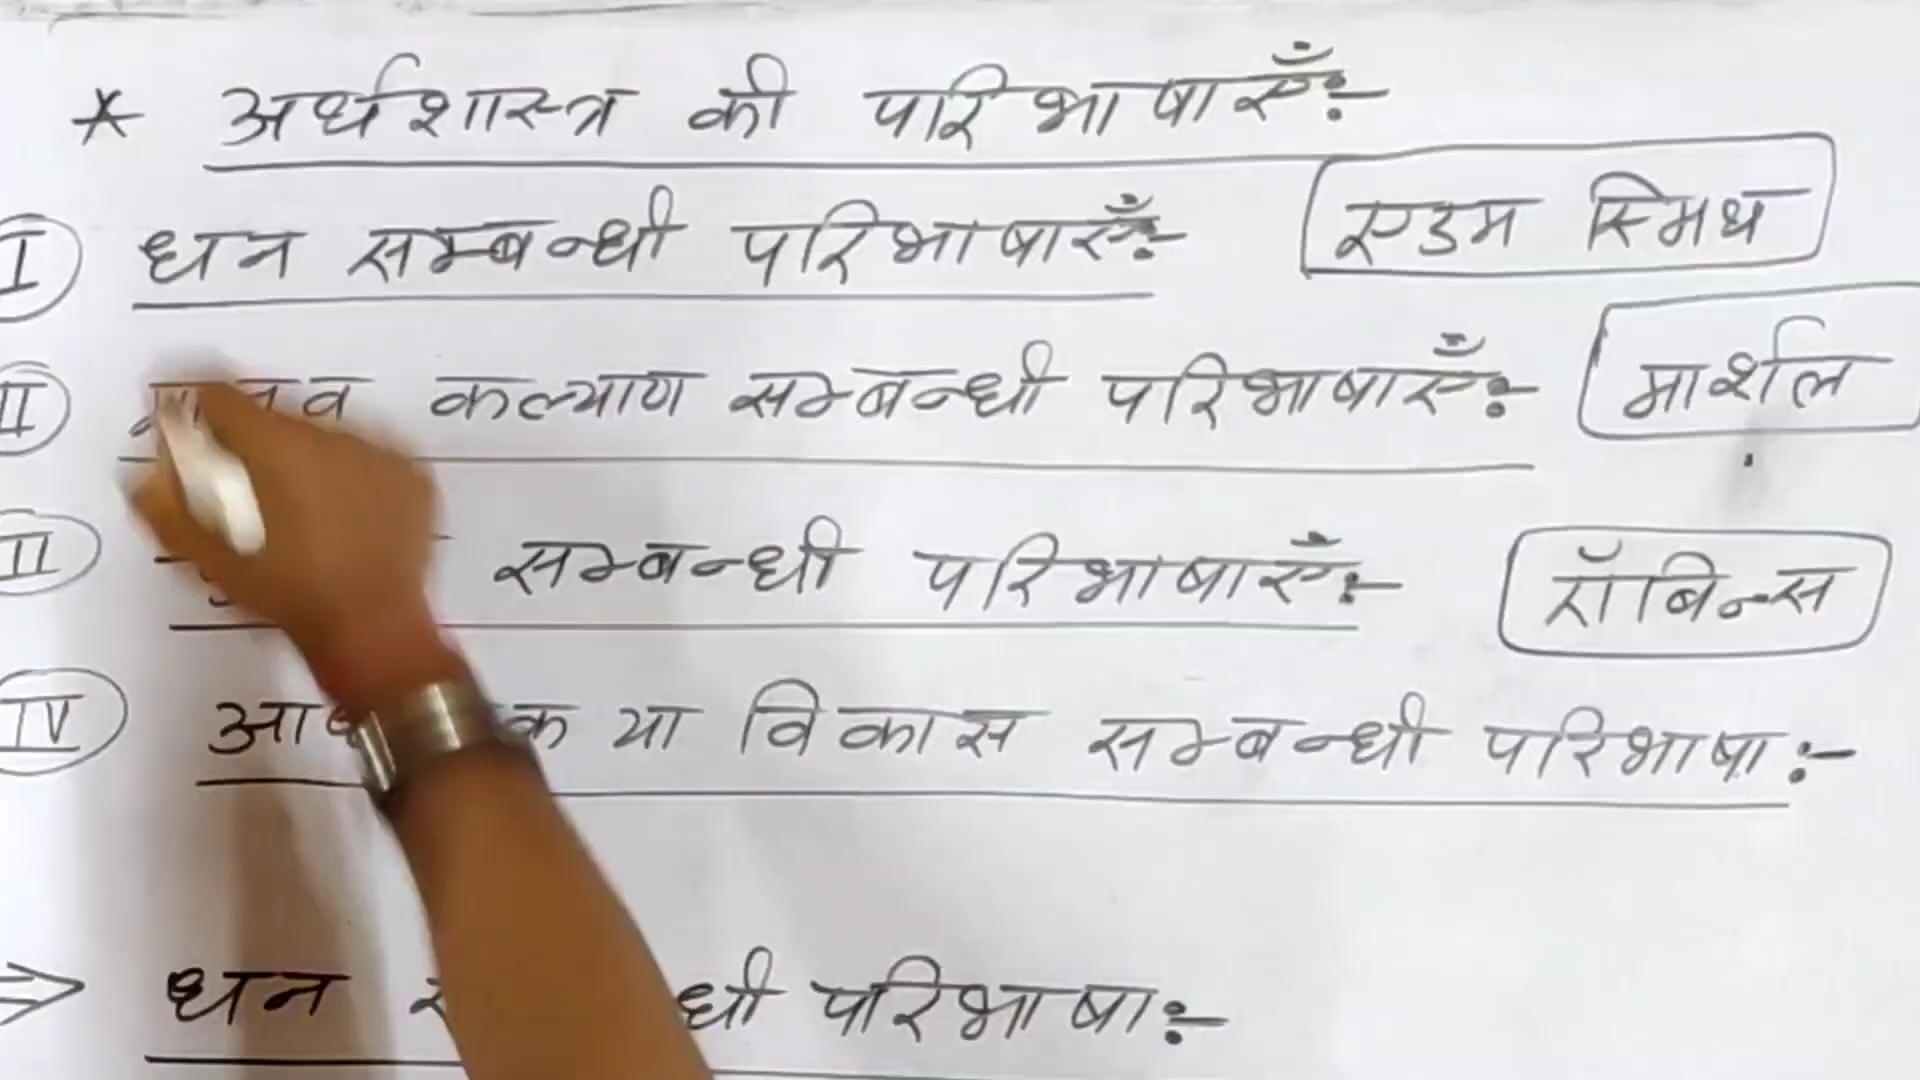 * अर्थशास्त्र की परिभाषाएँ:-
I धन सम्बन्धी परिभाषाएँ:- एडम स्मिथ
II मानव कल्याण सम्बन्धी परिभाषाएँ:- मार्शल
III सम्बन्धी परिभाषाएँ:- रॉबिन्स
IV या विकास सम्बन्धी परिभाषा:-
⇒ धन परिभाषा:-